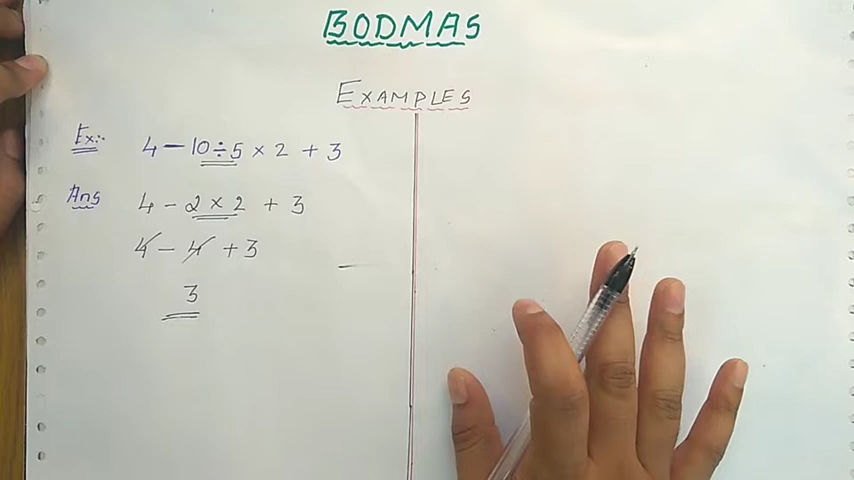 BODMAS
EXAMPLES
Ex:- 4 - 10 ÷ 5 × 2 + 3
Ans 4 - 2 × 2 + 3
4 - 4 + 3
3